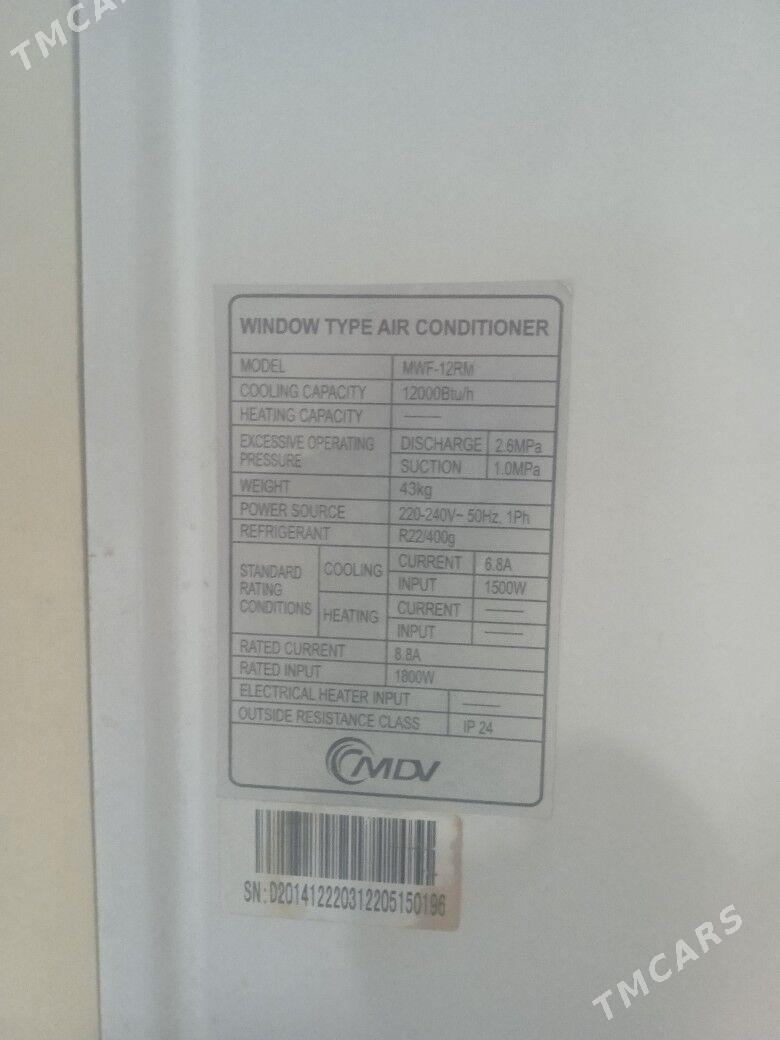 TMCARS
WINDOW TYPE AIR CONDITIONER
MODEL MWF-12RM
COOLING CAPACITY 12000Btu/h
HEATING CAPACITY ——
EXCESSIVE OPERATING PRESSURE DISCHARGE 2.6MPa
SUCTION 1.0MPa
WEIGHT 43kg
POWER SOURCE 220-240V~ 50Hz, 1Ph
REFRIGERANT R22/400g
STANDARD RATING CONDITIONS COOLING CURRENT 6.8A
INPUT 1500W
HEATING CURRENT ——
INPUT ——
RATED CURRENT 8.8A
RATED INPUT 1800W
ELECTRICAL HEATER INPUT ——
OUTSIDE RESISTANCE CLASS IP 24
MDV
SN:D2014122203122051501​96
TMCARS